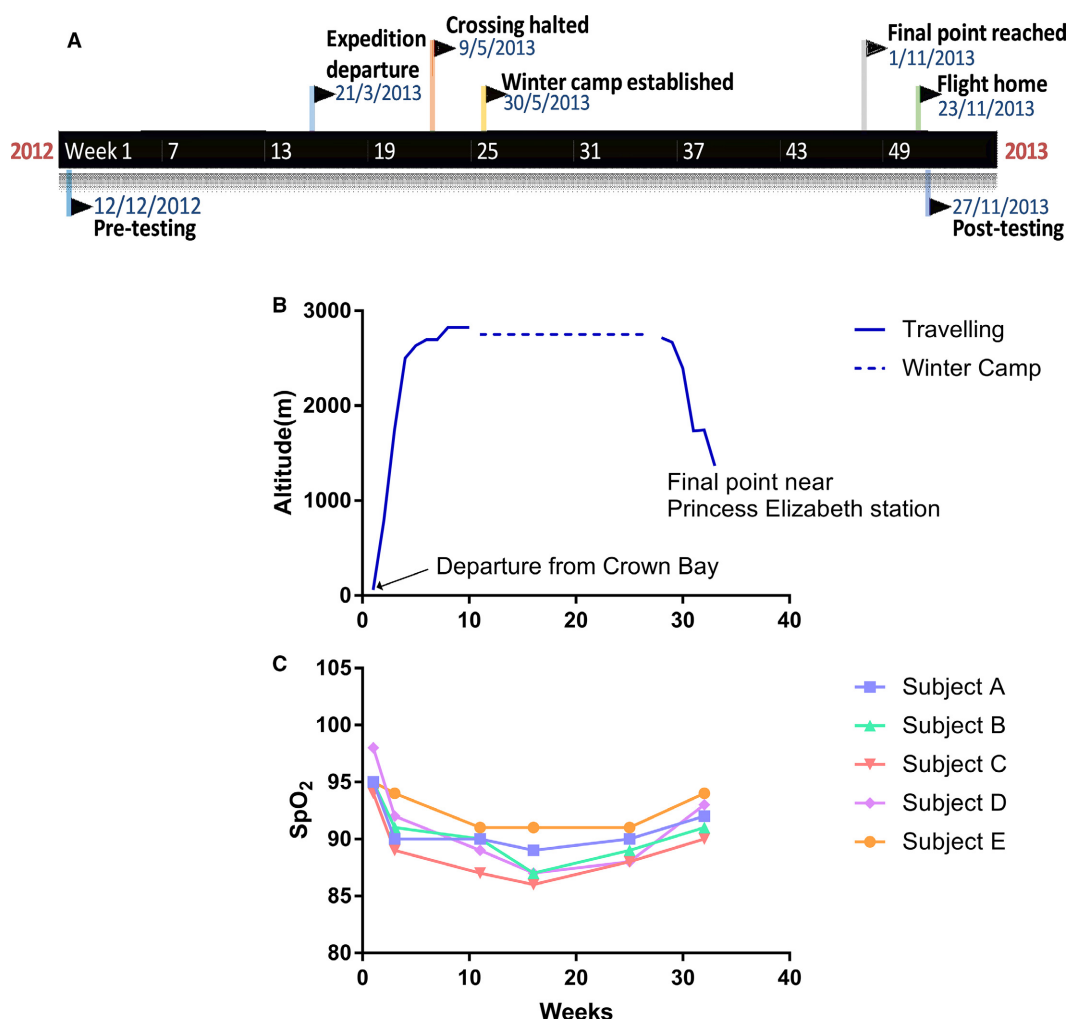 A
Expedition
departure
21/3/2013
Crossing halted
9/5/2013
Winter camp established
30/5/2013
Final point reached
1/11/2013
Flight home
23/11/2013
2012 Week 1 7 13 19 25 31 37 43 49 2013
12/12/2012
Pre-testing
27/11/2013
Post-testing
B
3000
2000
1000
0
Altitude(m)
0 10 20 30 40
Travelling
Winter Camp
Final point near
Princess Elizabeth station
Departure from Crown Bay
C
105
100
95
90
85
80
SpO2
0 10 20 30 40
Weeks
Subject A
Subject B
Subject C
Subject D
Subject E